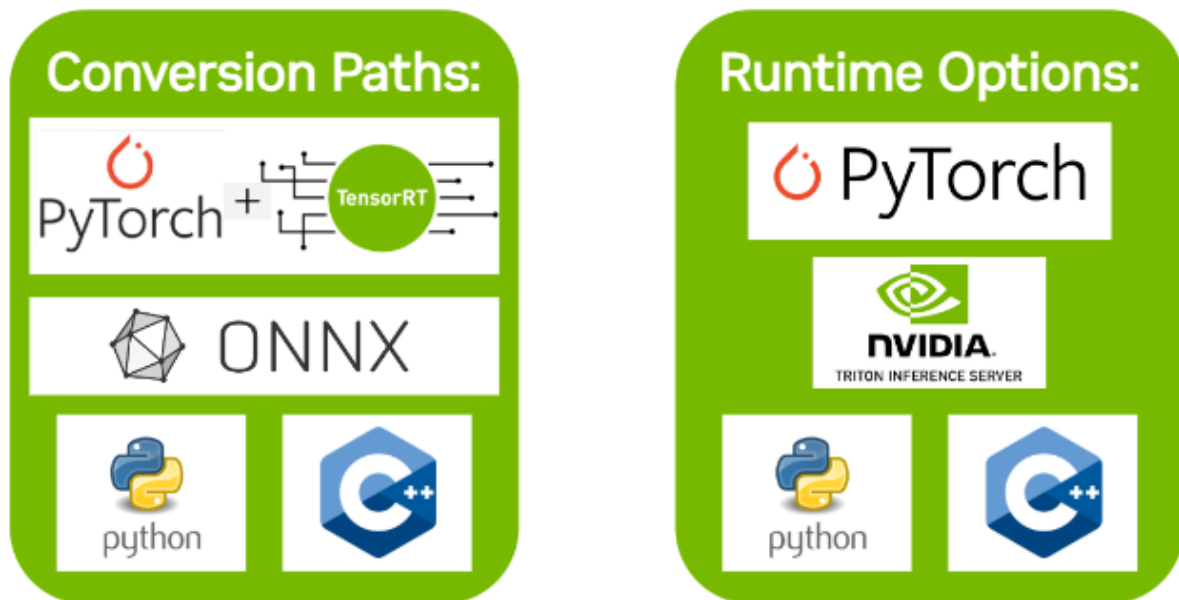 Conversion Paths:
PyTorch + TensorRT
ONNX
python
C++
Runtime Options:
PyTorch
NVIDIA.
TRITON INFERENCE SERVER
python
C++